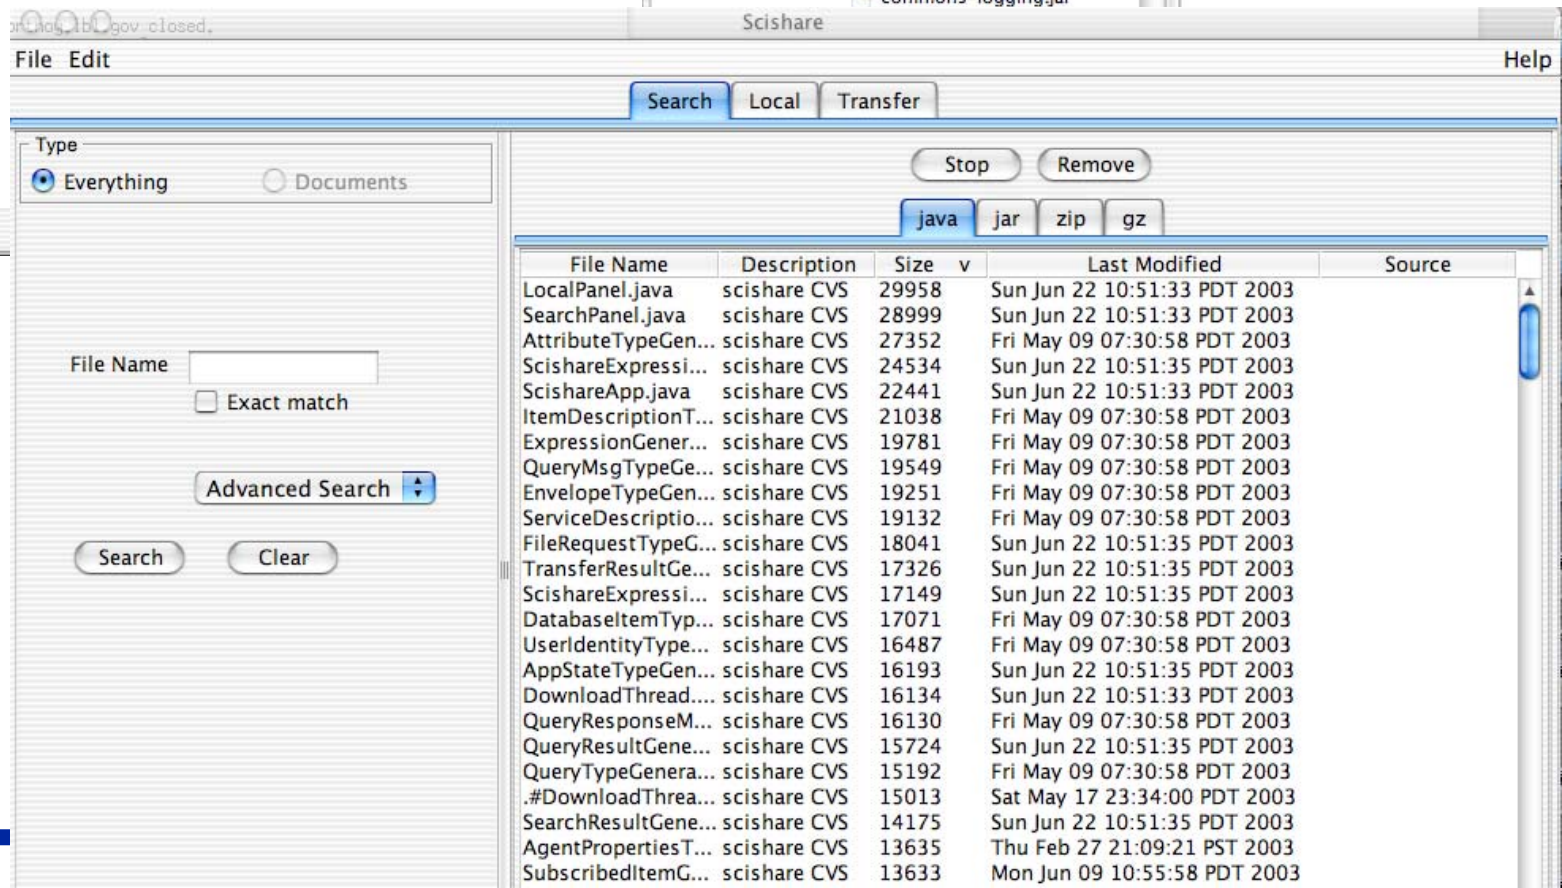 commons-logging.jar
Scishare
File Edit Help
Search Local Transfer
Type
Everything Documents
File Name
Exact match
Advanced Search
Search Clear
Stop Remove
java jar zip gz
File Name Description Size v Last Modified Source
LocalPanel.java scishare CVS 29958 Sun Jun 22 10:51:33 PDT 2003
SearchPanel.java scishare CVS 28999 Sun Jun 22 10:51:33 PDT 2003
AttributeTypeGen... scishare CVS 27352 Fri May 09 07:30:58 PDT 2003
ScishareExpressi... scishare CVS 24534 Sun Jun 22 10:51:35 PDT 2003
ScishareApp.java scishare CVS 22441 Sun Jun 22 10:51:33 PDT 2003
ItemDescriptionT... scishare CVS 21038 Fri May 09 07:30:58 PDT 2003
ExpressionGener... scishare CVS 19781 Fri May 09 07:30:58 PDT 2003
QueryMsgTypeGe... scishare CVS 19549 Fri May 09 07:30:58 PDT 2003
EnvelopeTypeGen... scishare CVS 19251 Fri May 09 07:30:58 PDT 2003
ServiceDescriptio... scishare CVS 19132 Fri May 09 07:30:58 PDT 2003
FileRequestTypeG... scishare CVS 18041 Sun Jun 22 10:51:35 PDT 2003
TransferResultGe... scishare CVS 17326 Sun Jun 22 10:51:35 PDT 2003
ScishareExpressi... scishare CVS 17149 Sun Jun 22 10:51:35 PDT 2003
DatabaseItemTyp... scishare CVS 17071 Fri May 09 07:30:58 PDT 2003
UserIdentityType... scishare CVS 16487 Fri May 09 07:30:58 PDT 2003
AppStateTypeGen... scishare CVS 16193 Sun Jun 22 10:51:35 PDT 2003
DownloadThread.... scishare CVS 16134 Sun Jun 22 10:51:33 PDT 2003
QueryResponseM... scishare CVS 16130 Fri May 09 07:30:58 PDT 2003
QueryResultGene... scishare CVS 15724 Sun Jun 22 10:51:35 PDT 2003
QueryTypeGenera... scishare CVS 15192 Fri May 09 07:30:58 PDT 2003
.#DownloadThrea... scishare CVS 15013 Sat May 17 23:34:00 PDT 2003
SearchResultGene... scishare CVS 14175 Sun Jun 22 10:51:35 PDT 2003
AgentPropertiesT... scishare CVS 13635 Thu Feb 27 21:09:21 PST 2003
SubscribedItemG... scishare CVS 13633 Mon Jun 09 10:55:58 PDT 2003